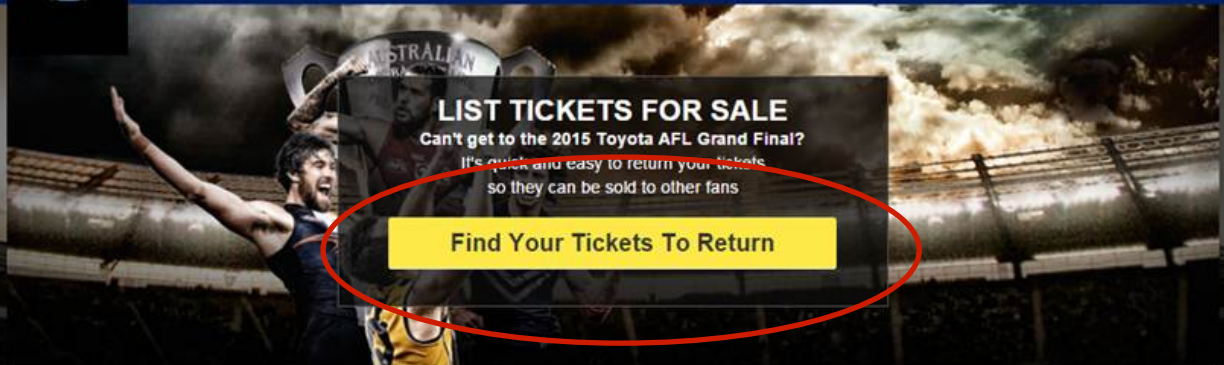 AUSTRALIAN
LIST TICKETS FOR SALE
Can't get to the 2015 Toyota AFL Grand Final?
It's quick and easy to return your tickets
so they can be sold to other fans
Find Your Tickets To Return